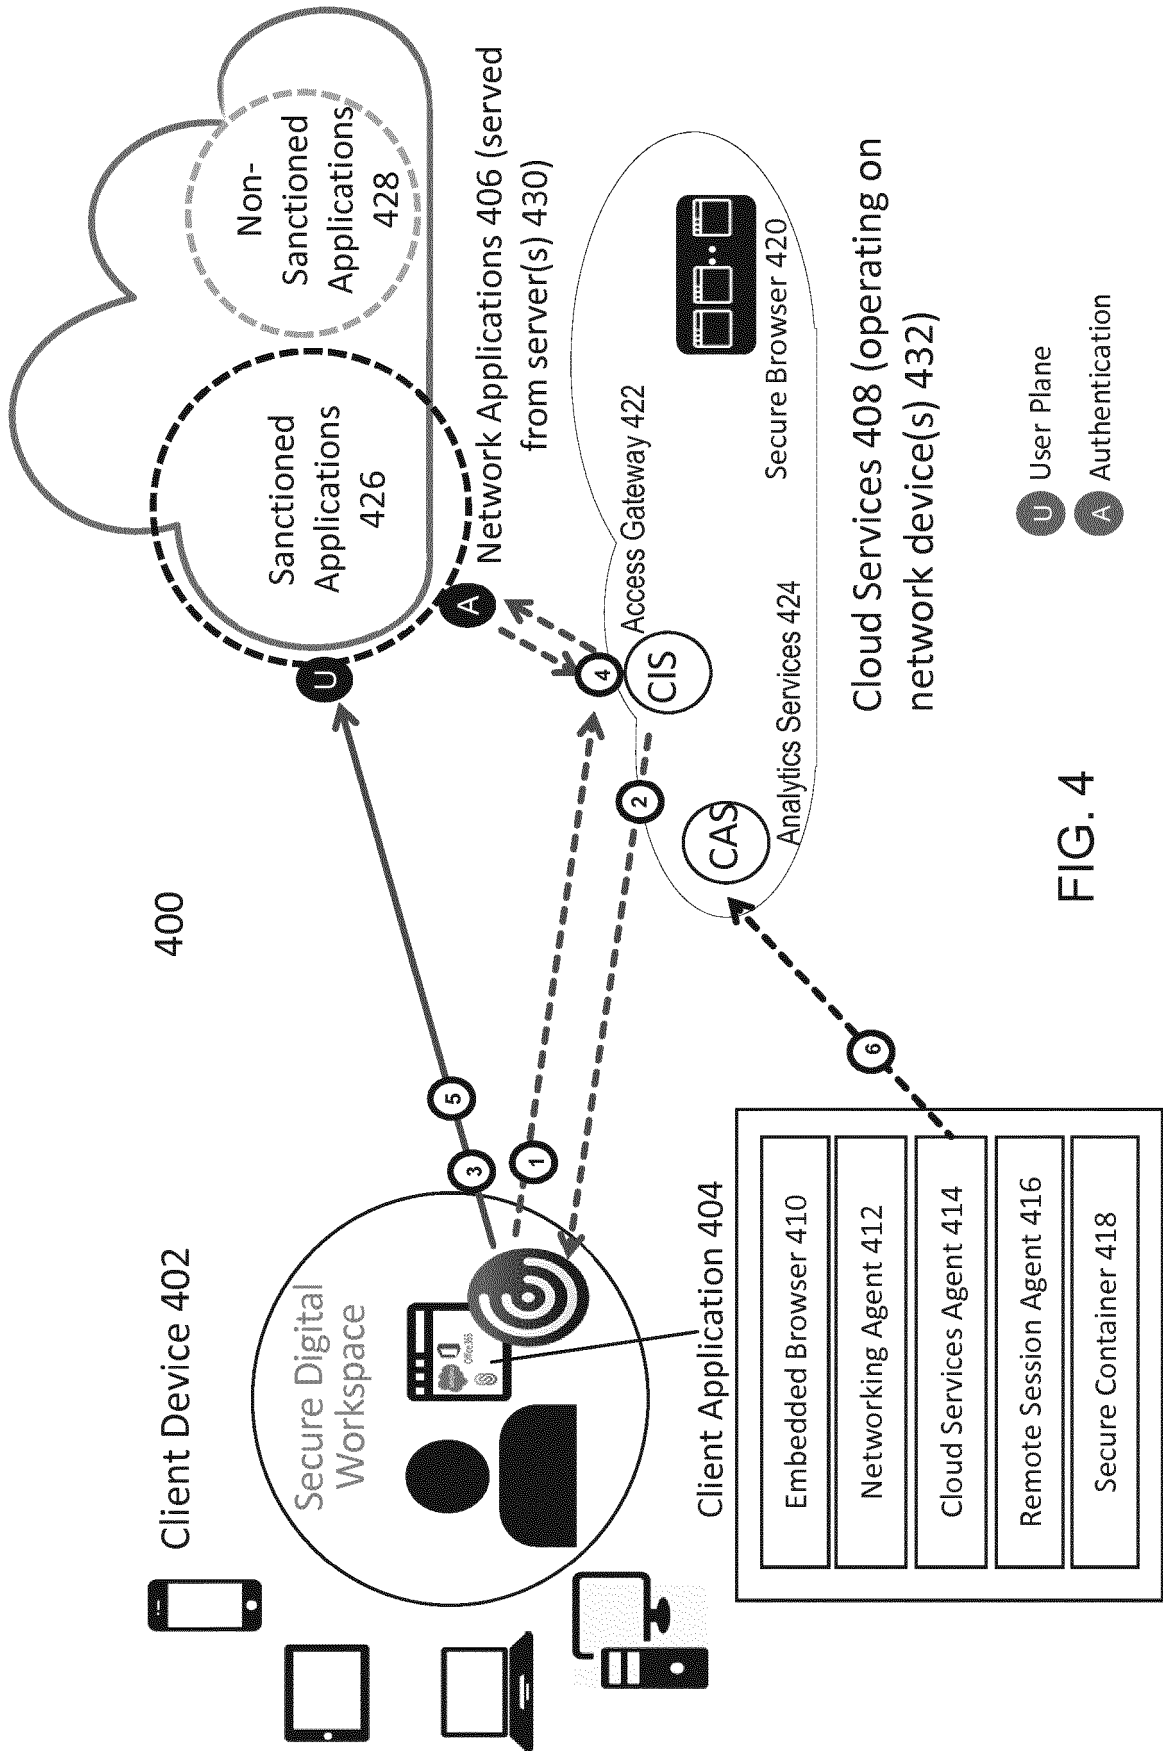 400
Client Device 402
Secure Digital
Workspace
Office365
3
5
1
2
4
6
U
A
Sanctioned
Applications
426
Non-
Sanctioned
Applications
428
Network Applications 406 (served
from server(s) 430)
Access Gateway 422
CIS
CAS
Analytics Services 424
Secure Browser 420
Cloud Services 408 (operating on
network device(s) 432)
Client Application 404
Embedded Browser 410
Networking Agent 412
Cloud Services Agent 414
Remote Session Agent 416
Secure Container 418
U User Plane
A Authentication
FIG. 4